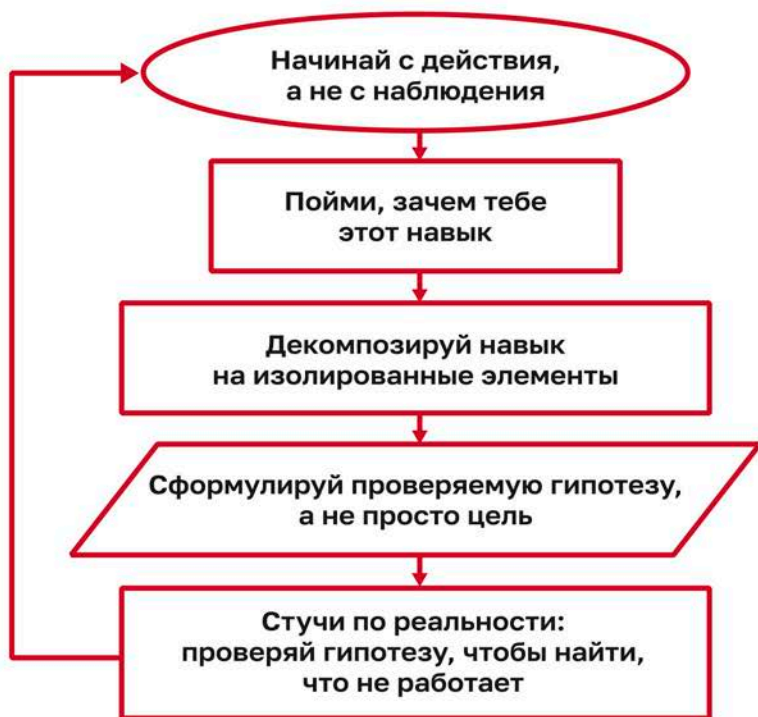 Начинай с действия,
а не с наблюдения
Пойми, зачем тебе
этот навык
Декомпозируй навык
на изолированные элементы
Сформулируй проверяемую гипотезу,
а не просто цель
Стучи по реальности:
проверяй гипотезу, чтобы найти,
что не работает